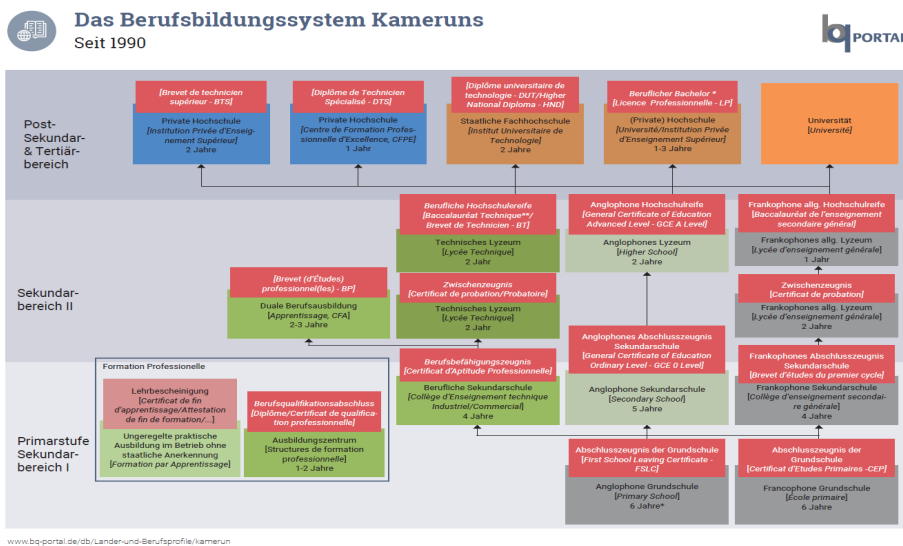 Das Berufsbildungssystem Kameruns
Seit 1990
bq PORTAL
Post-
Sekundar-
& Tertiär-
bereich
[Brevet de technicien
supérieur - BTS]
Private Hochschule
[Institution Privée d'Enseig-
nement Supérieur]
2 Jahre
[Diplôme de Technicien
Spécialisé - DTS]
Private Hochschule
[Centre de Formation Profes-
sionnelle d'Excellence, CFPE]
1 Jahr
[Diplôme universitaire de
technologie - DUT/Higher
National Diploma - HND]
Staatliche Fachhochschule
[Institut Universitaire de
Technologie]
2 Jahre
Beruflicher Bachelor *
[Licence Professionnelle - LP]
(Private) Hochschule
[Université/Institution Privée
d'Enseignement Supérieur]
1-3 Jahre
Universität
[Université]
Sekundar-
bereich II
[Brevet (d'Études)
professionnel(les) - BP]
Duale Berufsausbildung
[Apprentissage, CFA]
2-3 Jahre
Berufliche Hochschulereife
[Baccalauréat Technique**/
Brevet de Technicien - BT]
Technisches Lyzeum
[Lycée Technique]
2 Jahr
Zwischenzeugnis
[Certificat de probation/Probatoire]
Technisches Lyzeum
[Lycée Technique]
2 Jahr
Anglophone Hochschulreife
[General Certificate of Education
Advanced Level - GCE A Level]
Anglophones Lyzeum
[Higher School]
2 Jahre
Frankophone allg. Hochschulreife
[Baccalauréat de l'enseignement
secondaire général]
Frankophones allg. Lyzeum
[Lycée d'enseignement générale]
1 Jahr
Zwischenzeugnis
[Certificat de probation]
Frankophones allg. Lyzeum
[Lycée d'enseignement générale]
2 Jahre
Primarstufe
Sekundar-
bereich I
Formation Professionelle
Lehrbescheinigung
[Certificat de fin
d'apprentissage/Attestation
de fin de formation/...]
Ungeregelte praktische
Ausbildung im Betrieb ohne
staatliche Anerkennung
[Formation par Apprentissage]
Berufsqualifikationsabschluss
[Diplôme/Certificat de qualifica-
tion professionelle]
Ausbildungszentrum
[Structures de formation
professionelle]
1-2 Jahre
Berufsbefähigungszeugnis
[Certificat d'Aptitude Professionelle]
Berufliche Sekundarschule
[Collège d'Enseignement technique
Industriel/Commercial]
4 Jahre
Anglophones Abschlusszeugnis
Sekundarschule
[General Certificate of Education
Ordinary Level - GCE 0 Level]
Anglophone Sekundarschule
[Secondary School]
5 Jahre
Frankophones Abschlusszeugnis
Sekundarschule
[Brevet d'études du premier cycle]
Frankophone Sekundarschule
[Collège d'enseignement secondai-
re générale]
4 Jahre
Abschlusszeugnis der Grundschule
[First School Leaving Certificate -
FSLC]
Anglophone Grundschule
[Primary School]
6 Jahre*
Abschlusszeugnis der
Grundschule
[Certificat d'Etudes Primaires -CEP]
Francophone Grundschule
[École primaire]
6 Jahre
www.bq-portal.de/db/Lander-und-Berufsprofile/kamerun